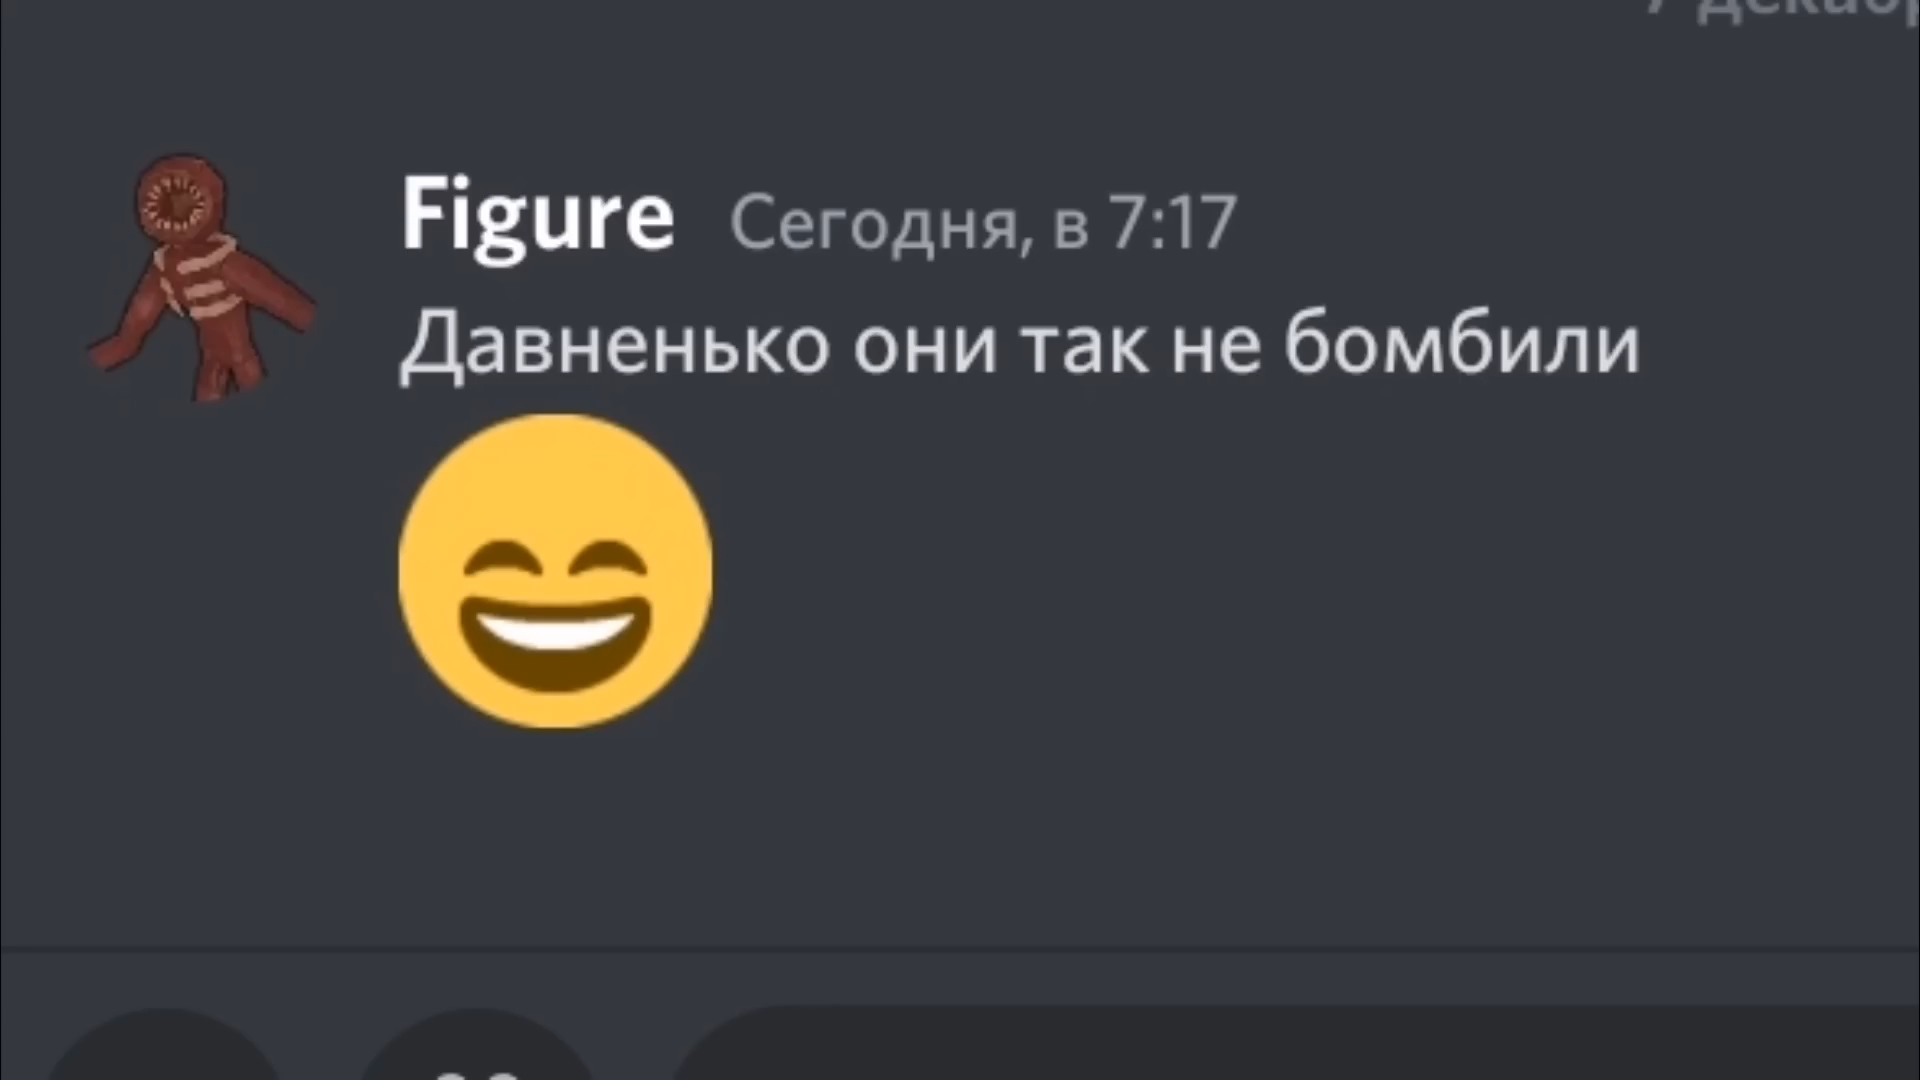 Figure Сегодня, в 7:17
Давненько они так не бомбили